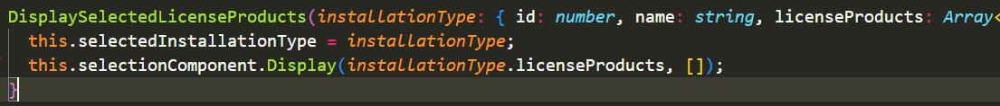 DisplaySelectedLicenseProducts(installationType: { id: number, name: string, licenseProducts: Array<
this.selectedInstallationType = installationType;
this.selectionComponent.Display(installationType.licenseProducts, []);
}